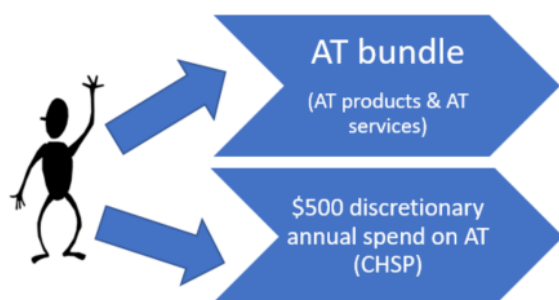 AT bundle
(AT products & AT
services)
$500 discretionary
annual spend on AT
(CHSP)